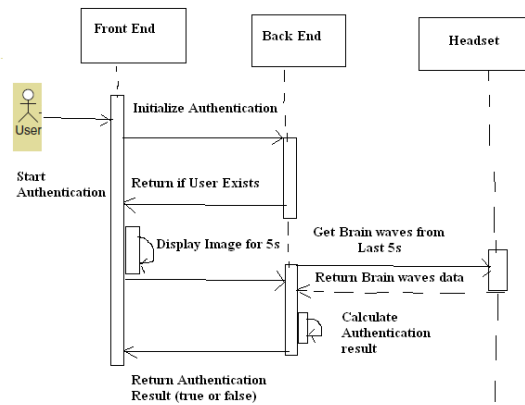 Front End
Back End
Headset
User
Initialize Authentication
Start
Authentication
Return if User Exists
Display Image for 5s
Get Brain waves from
Last 5s
Return Brain waves data
Calculate
Authentication
result
Return Authentication
Result (true or false)